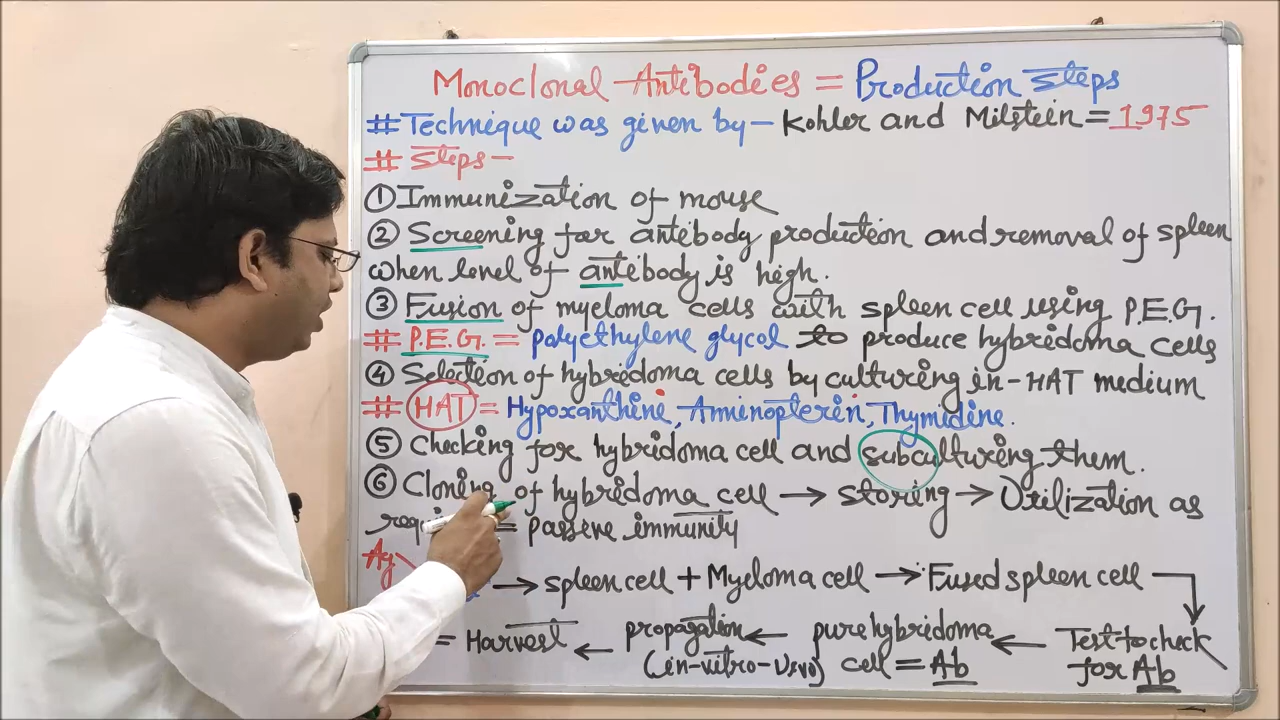 Monoclonal Antibodies = Production Steps
# Technique was given by - Kohler and Milstein = 1975
# Steps -
① Immunization of mouse
② Screening for antibody production and removal of spleen
when level of antibody is high.
③ Fusion of myeloma cells with spleen cell using P.E.G.
# P.E.G. = polyethylene glycol to produce hybridoma cells
④ Selection of hybridoma cells by culturing in - HAT medium
# HAT = Hypoxanthine, Aminopterin, Thymidine.
⑤ Checking for hybridoma cell and subculturing them.
⑥ Cloning of hybridoma cell → storing → Utilization as
= passive immunity
Ag
→ spleen cell + Myeloma cell → Fused spleen cell
= Harvest ← propagation ← pure hybridoma ← Test to check
(in-vitro-vivo) cell = Ab for Ab